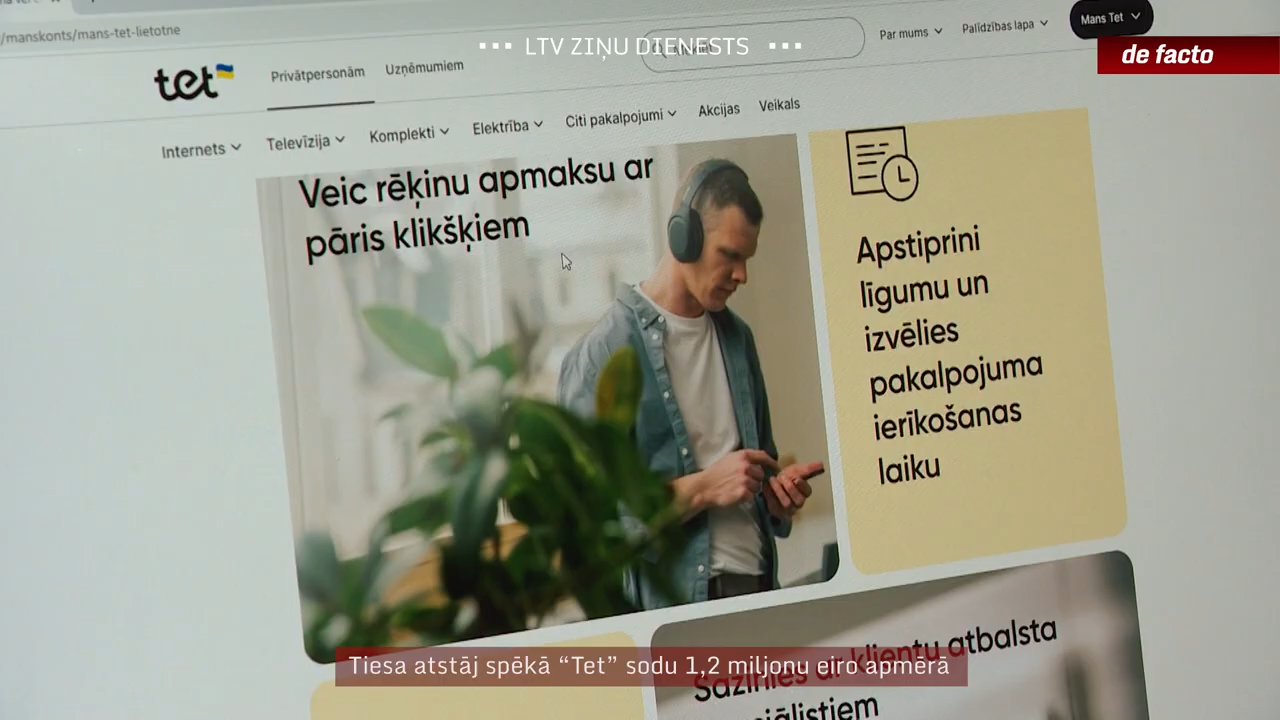 /manskonts/mans-tet-lietotne
LTV ZIŅU DIENESTS
de facto
tet
Privātpersonām
Uzņēmumiem
Par mums
Palīdzības lapa
Mans Tet
Internets
Televīzija
Komplekti
Elektrība
Citi pakalpojumi
Akcijas
Veikals
Veic rēķinu apmaksu ar
pāris klikšķiem
Apstiprini
līgumu un
izvēlies
pakalpojuma
ierīkošanas
laiku
Sazinies ar klientu atbalsta
Tiesa atstāj spēkā “Tet” sodu 1,2 miljonu eiro apmērā